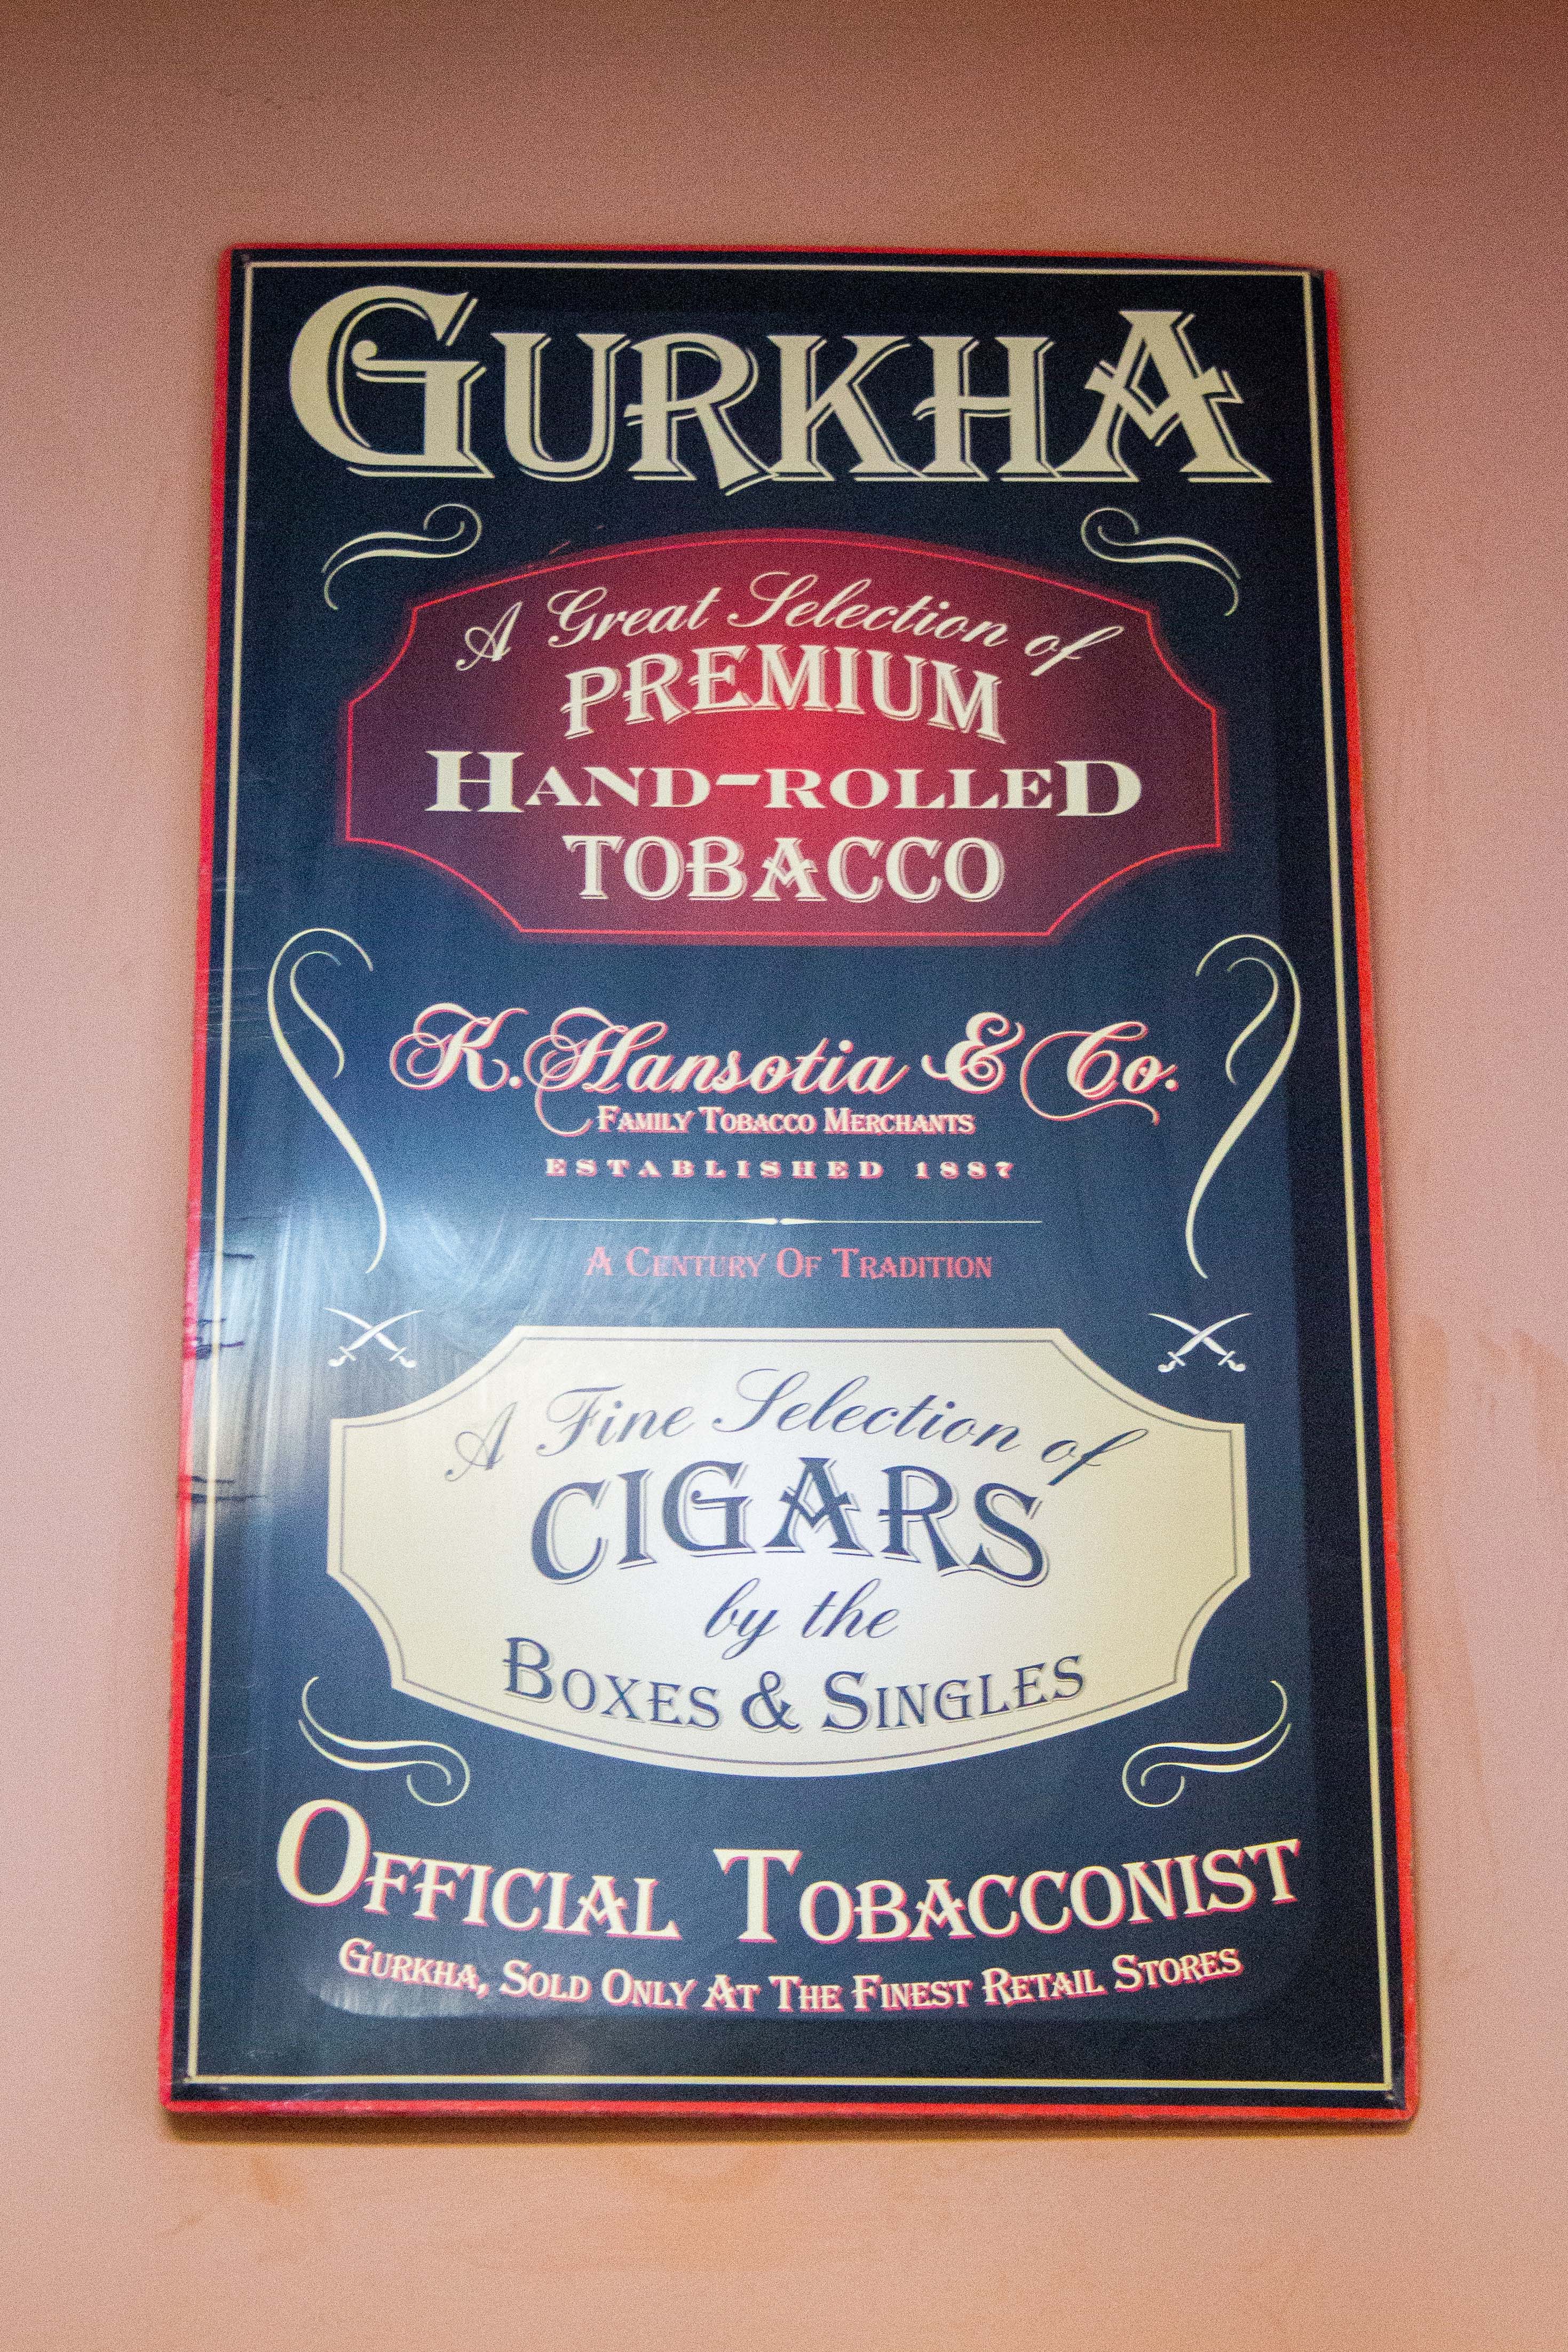 GURKHA
A Great Selection of
PREMIUM
HAND-ROLLED
TOBACCO
K. Hansotia & Co.
FAMILY TOBACCO MERCHANTS
ESTABLISHED 1887
A CENTURY OF TRADITION
A Fine Selection of
CIGARS
by the
BOXES & SINGLES
OFFICIAL TOBACCONIST
GURKHA, SOLD ONLY AT THE FINEST RETAIL STORES